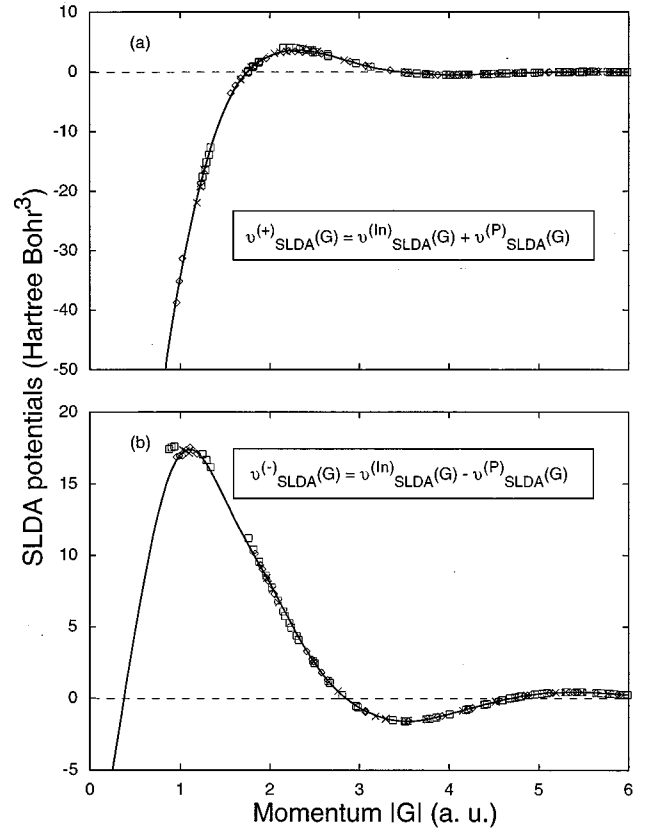 10
(a)
0
-10
-20
υ(+)SLDA(G) = υ(In)SLDA(G) + υ(P)SLDA(G)
-30
-40
-50
SLDA potentials (Hartree Bohr3)
20
(b)
υ(-)SLDA(G) = υ(In)SLDA(G) - υ(P)SLDA(G)
15
10
5
0
-5
0 1 2 3 4 5 6
Momentum |G| (a. u.)